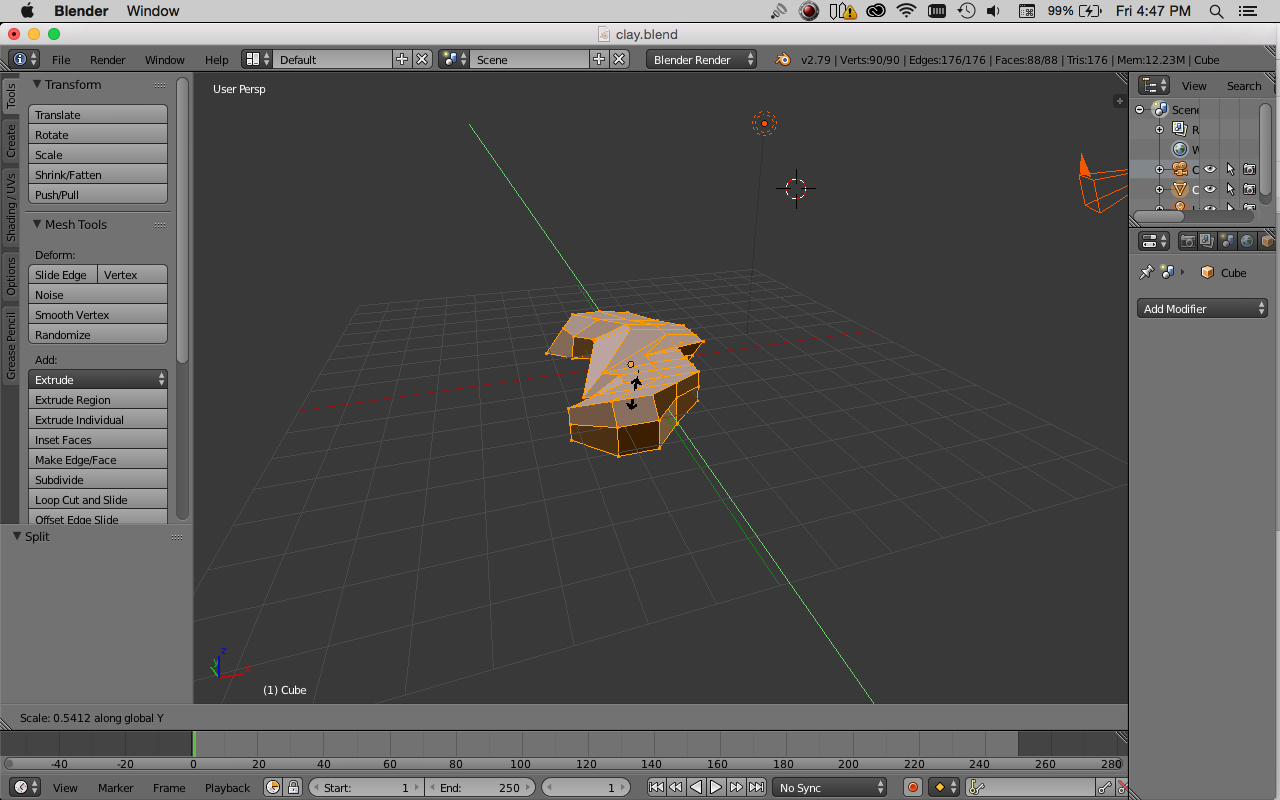 Blender Window
99% Fri 4:47 PM
clay.blend
File Render Window Help Default Scene Blender Render v2.79 | Verts:90/90 | Edges:176/176 | Faces:88/88 | Tris:176 | Mem:12.23M | Cube
Tools
Create
Shading / UVs
Options
Grease Pencil
Transform
Translate
Rotate
Scale
Shrink/Fatten
Push/Pull
Mesh Tools
Deform:
Slide Edge Vertex
Noise
Smooth Vertex
Randomize
Add:
Extrude
Extrude Region
Extrude Individual
Inset Faces
Make Edge/Face
Subdivide
Loop Cut and Slide
Offset Edge Slide
Split
User Persp
z
(1) Cube
View Search
Scene
R
C
C
Cube
Add Modifier
Scale: 0.5412 along global Y
-40 -20 0 20 40 60 80 100 120 140 160 180 200 220 240 260 280
View Marker Frame Playback Start: 1 End: 250 1 No Sync